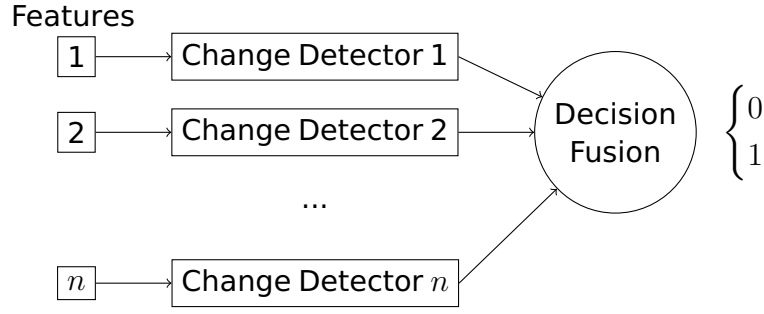 Features
1 Change Detector 1
2 Change Detector 2
...
n Change Detector n
Decision
Fusion
{0
1